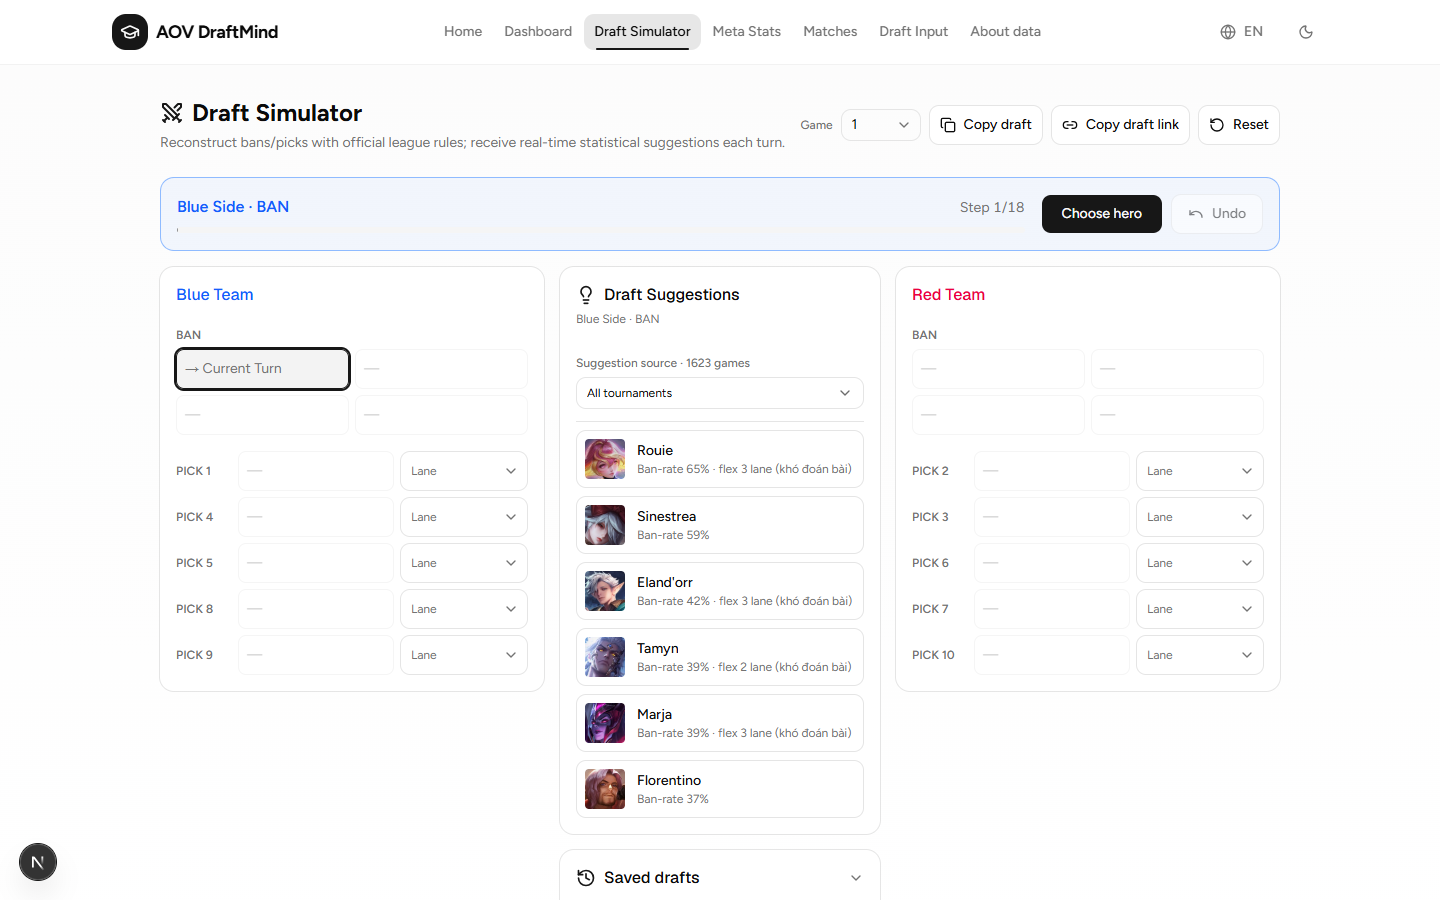 AOV DraftMind
Home
Dashboard
Draft Simulator
Meta Stats
Matches
Draft Input
About data
EN
Draft Simulator
Reconstruct bans/picks with official league rules; receive real-time statistical suggestions each turn.
Game
1
Copy draft
Copy draft link
Reset
Blue Side · BAN
Step 1/18
Choose hero
Undo
Blue Team
BAN
→ Current Turn
—
—
—
PICK 1
—
Lane
PICK 4
—
Lane
PICK 5
—
Lane
PICK 8
—
Lane
PICK 9
—
Lane
Draft Suggestions
Blue Side · BAN
Suggestion source · 1623 games
All tournaments
Rouie
Ban-rate 65% · flex 3 lane (khó đoán bài)
Sinestrea
Ban-rate 59%
Eland'orr
Ban-rate 42% · flex 3 lane (khó đoán bài)
Tamyn
Ban-rate 39% · flex 2 lane (khó đoán bài)
Marja
Ban-rate 39% · flex 3 lane (khó đoán bài)
Florentino
Ban-rate 37%
Saved drafts
Red Team
BAN
—
—
—
—
PICK 2
—
Lane
PICK 3
—
Lane
PICK 6
—
Lane
PICK 7
—
Lane
PICK 10
—
Lane
N